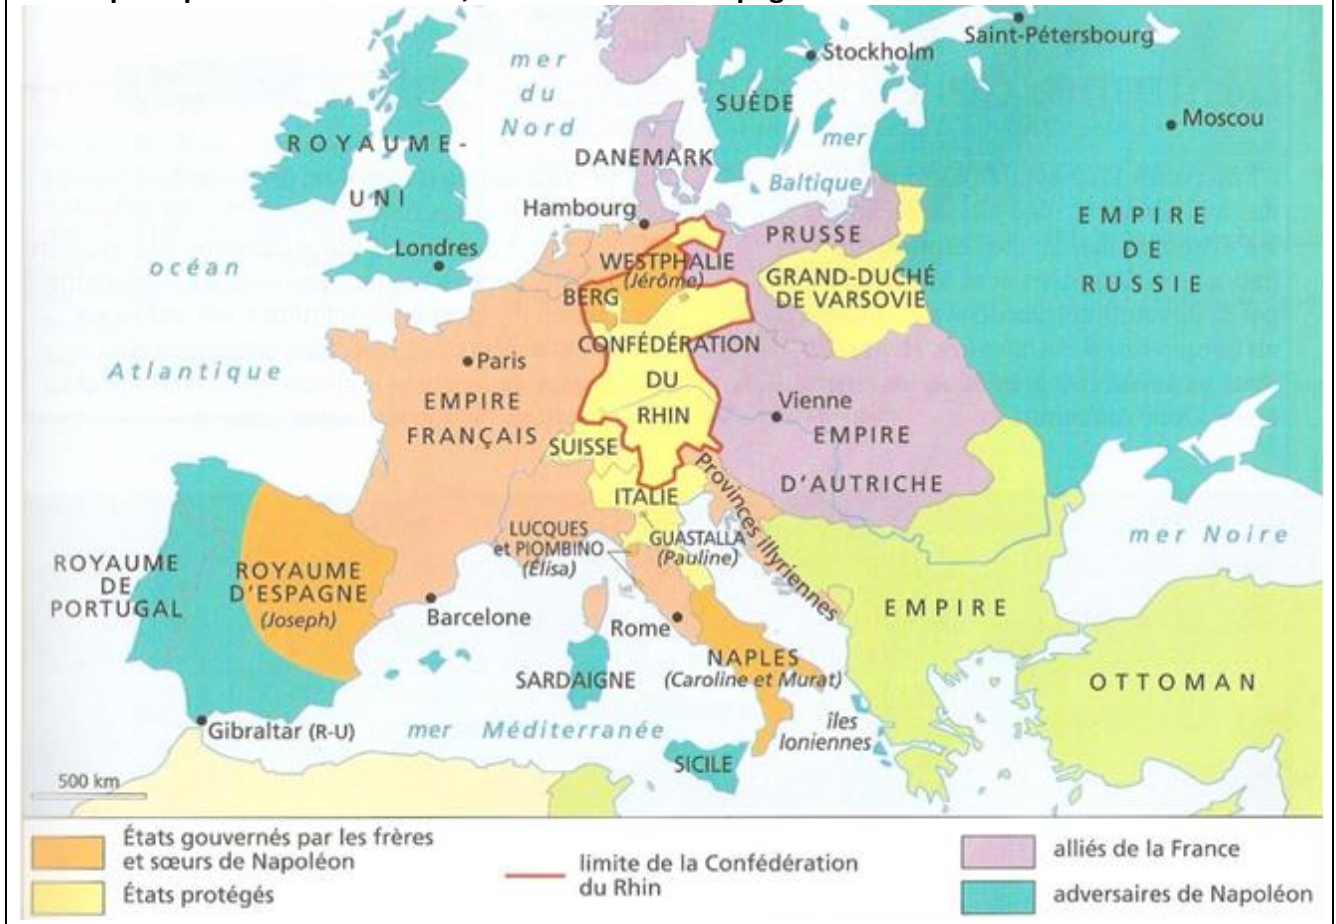 mer
du
Nord
Saint-Pétersbourg
Stockholm
SUÈDE
Moscou
ROYAUME-
UNI
DANEMARK
mer
Baltique
Hambourg
PRUSSE
EMPIRE
DE
RUSSIE
Londres
océan
Atlantique
WESTPHALIE
(Jérôme)
BERG
GRAND-DUCHÉ
DE VARSOVIE
CONFÉDÉRATION
DU
RHIN
Paris
EMPIRE
FRANÇAIS
Vienne
EMPIRE
D'AUTRICHE
SUISSE
Provinces Illyriennes
ITALIE
LUCQUES
et PIOMBINO
(Élisa)
GUASTALLA
(Pauline)
mer Noire
ROYAUME
DE
PORTUGAL
ROYAUME
D'ESPAGNE
(Joseph)
Barcelone
Rome
EMPIRE
OTTOMAN
NAPLES
(Caroline et Murat)
SARDAIGNE
Gibraltar (R-U)
mer Méditerranée
îles
Ioniennes
SICILE
500 km
États gouvernés par les frères
et sœurs de Napoléon
États protégés
limite de la Confédération
du Rhin
alliés de la France
adversaires de Napoléon